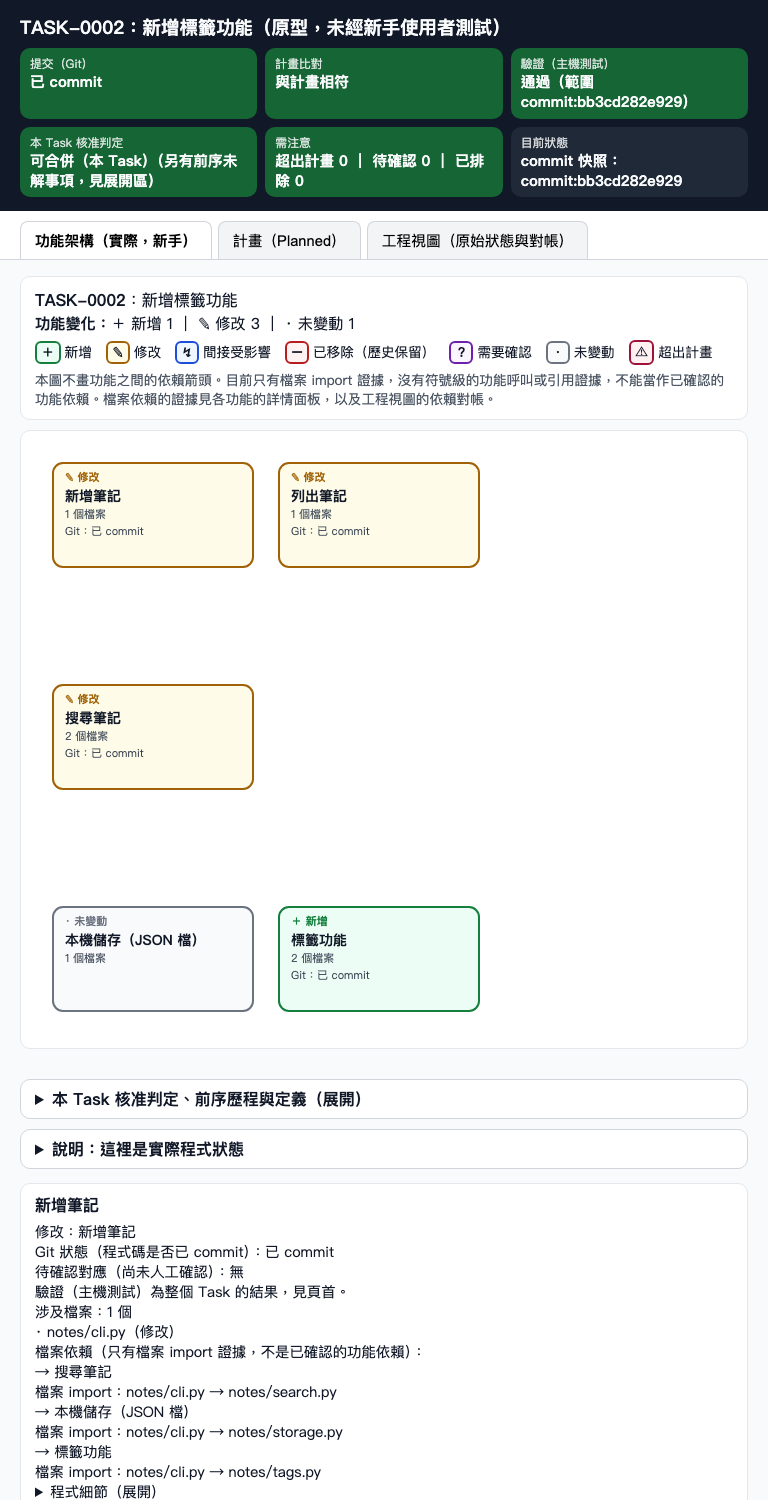 TASK-0002：新增標籤功能（原型，未經新手使用者測試）
提交（Git）
已 commit
計畫比對
與計畫相符
驗證（主機測試）
通過（範圍
commit:bb3cd282e929）
本 Task 核准判定
可合併（本 Task）（另有前序未
解事項，見展開區）
需注意
超出計畫 0 ｜ 待確認 0 ｜ 已排
除 0
目前狀態
commit 快照：
commit:bb3cd282e929
功能架構（實際，新手）
計畫（Planned）
工程視圖（原始狀態與對帳）
TASK-0002：新增標籤功能
功能變化：＋ 新增 1 ｜ ✎ 修改 3 ｜ · 未變動 1
＋ 新增 ✎ 修改 ↯ 間接受影響 − 已移除（歷史保留） ? 需要確認 · 未變動 ⚠ 超出計畫
本圖不畫功能之間的依賴箭頭。目前只有檔案 import 證據，沒有符號級的功能呼叫或引用證據，不能當作已確認的
功能依賴。檔案依賴的證據見各功能的詳情面板，以及工程視圖的依賴對帳。
✎ 修改
新增筆記
1 個檔案
Git：已 commit
✎ 修改
列出筆記
1 個檔案
Git：已 commit
✎ 修改
搜尋筆記
2 個檔案
Git：已 commit
· 未變動
本機儲存（JSON 檔）
1 個檔案
＋ 新增
標籤功能
2 個檔案
Git：已 commit
▶ 本 Task 核准判定、前序歷程與定義（展開）
▶ 說明：這裡是實際程式狀態
新增筆記
修改：新增筆記
Git 狀態（程式碼是否已 commit）：已 commit
待確認對應（尚未人工確認）：無
驗證（主機測試）為整個 Task 的結果，見頁首。
涉及檔案：1 個
· notes/cli.py（修改）
檔案依賴（只有檔案 import 證據，不是已確認的功能依賴）：
→ 搜尋筆記
檔案 import：notes/cli.py → notes/search.py
→ 本機儲存（JSON 檔）
檔案 import：notes/cli.py → notes/storage.py
→ 標籤功能
檔案 import：notes/cli.py → notes/tags.py
▶ 程式細節（展開）